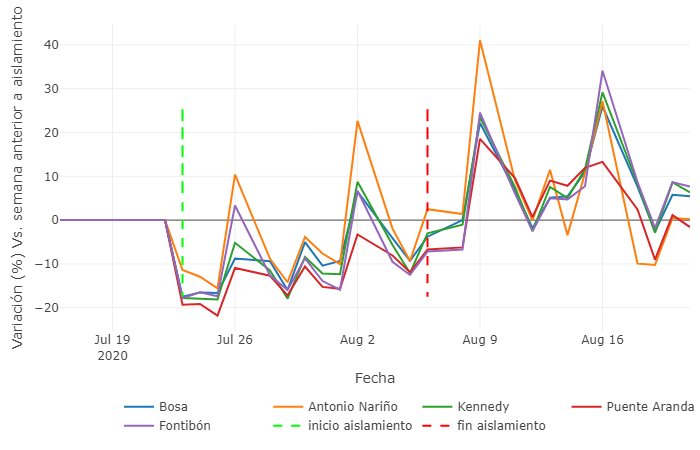 Variación (%) Vs. semana anterior a aislamiento
40
30
20
10
0
−10
−20
Jul 19
2020
Jul 26
Aug 2
Aug 9
Aug 16
Fecha
Bosa
Antonio Nariño
Kennedy
Puente Aranda
Fontibón
inicio aislamiento
fin aislamiento